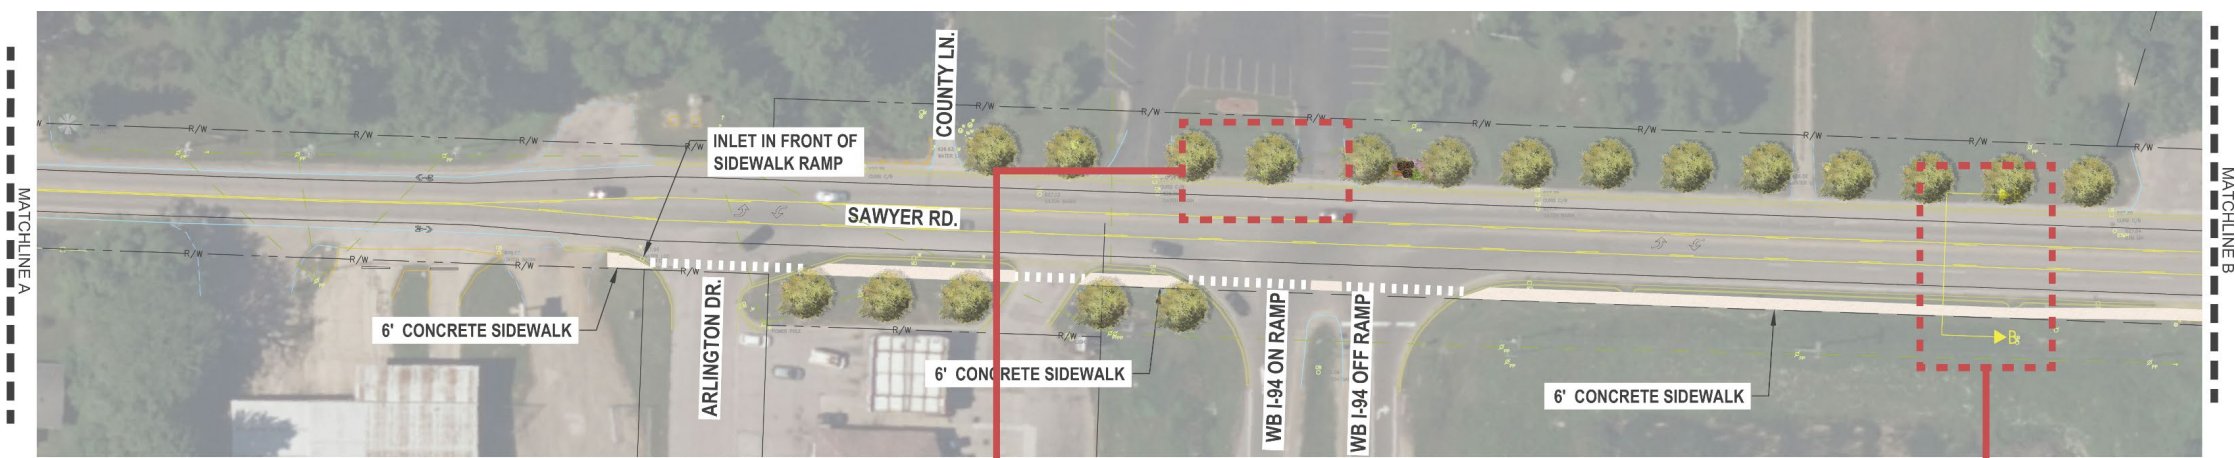 COUNTY LN.
R/W
R/W
R/W
R/W
R/W
R/W
R/W
R/W
R/W
R/W
INLET IN FRONT OF
SIDEWALK RAMP
SAWYER RD.
MATCHLINE A
MATCHLINE B
R/W
R/W
R/W
R/W
R/W
R/W
6' CONCRETE SIDEWALK
ARLINGTON DR.
6' CONCRETE SIDEWALK
WB I-94 ON RAMP
WB I-94 OFF RAMP
6' CONCRETE SIDEWALK
B